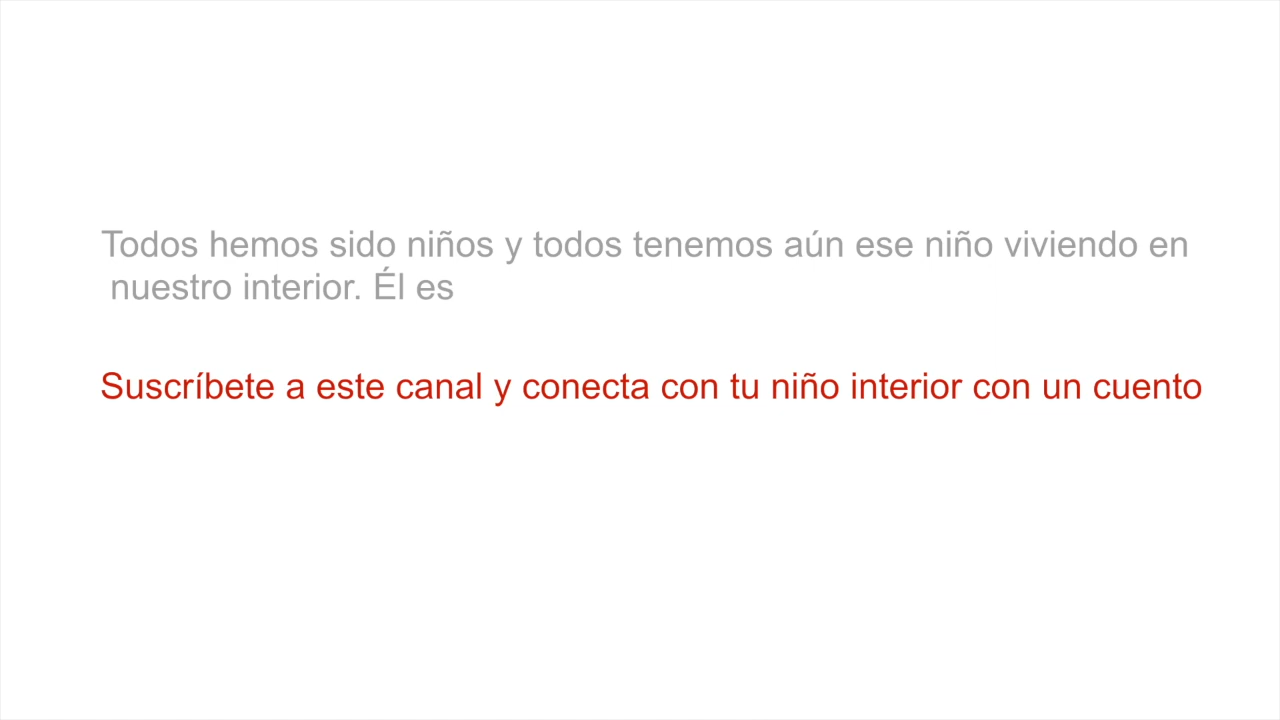 Todos hemos sido niños y todos tenemos aún ese niño viviendo en
nuestro interior. Él es
Suscríbete a este canal y conecta con tu niño interior con un cuento